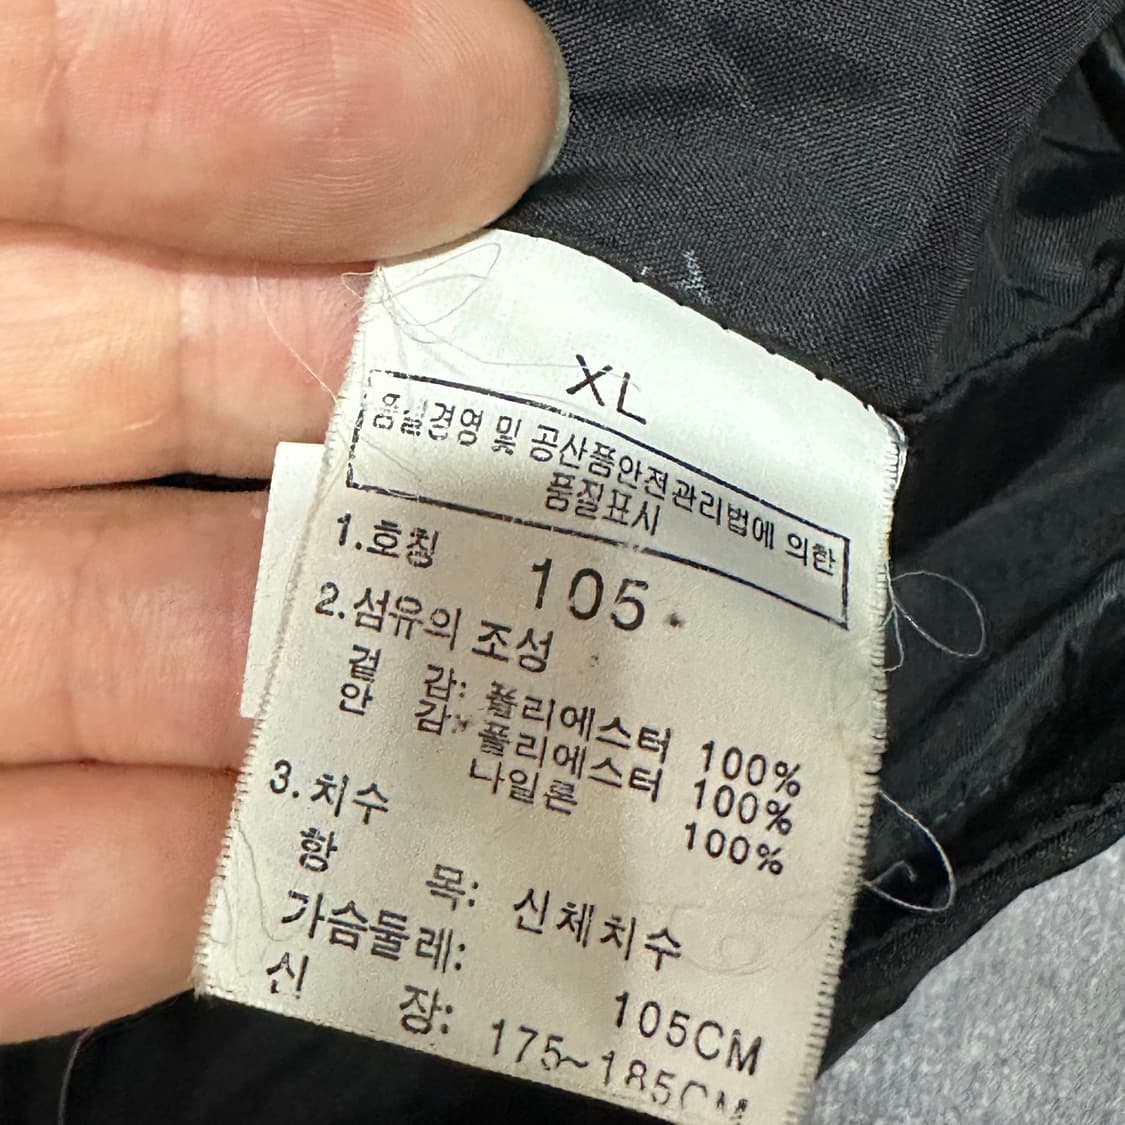 XL
품질경영 및 공산품안전관리법에 의한
품질표시
1.호칭 105
2.섬유의 조성
겉 감: 폴리에스터 100%
안 감: 폴리에스터 100%
나일론 100%
3.치수
항 목: 신체치수
가슴둘레: 105CM
신 장: 175~185CM